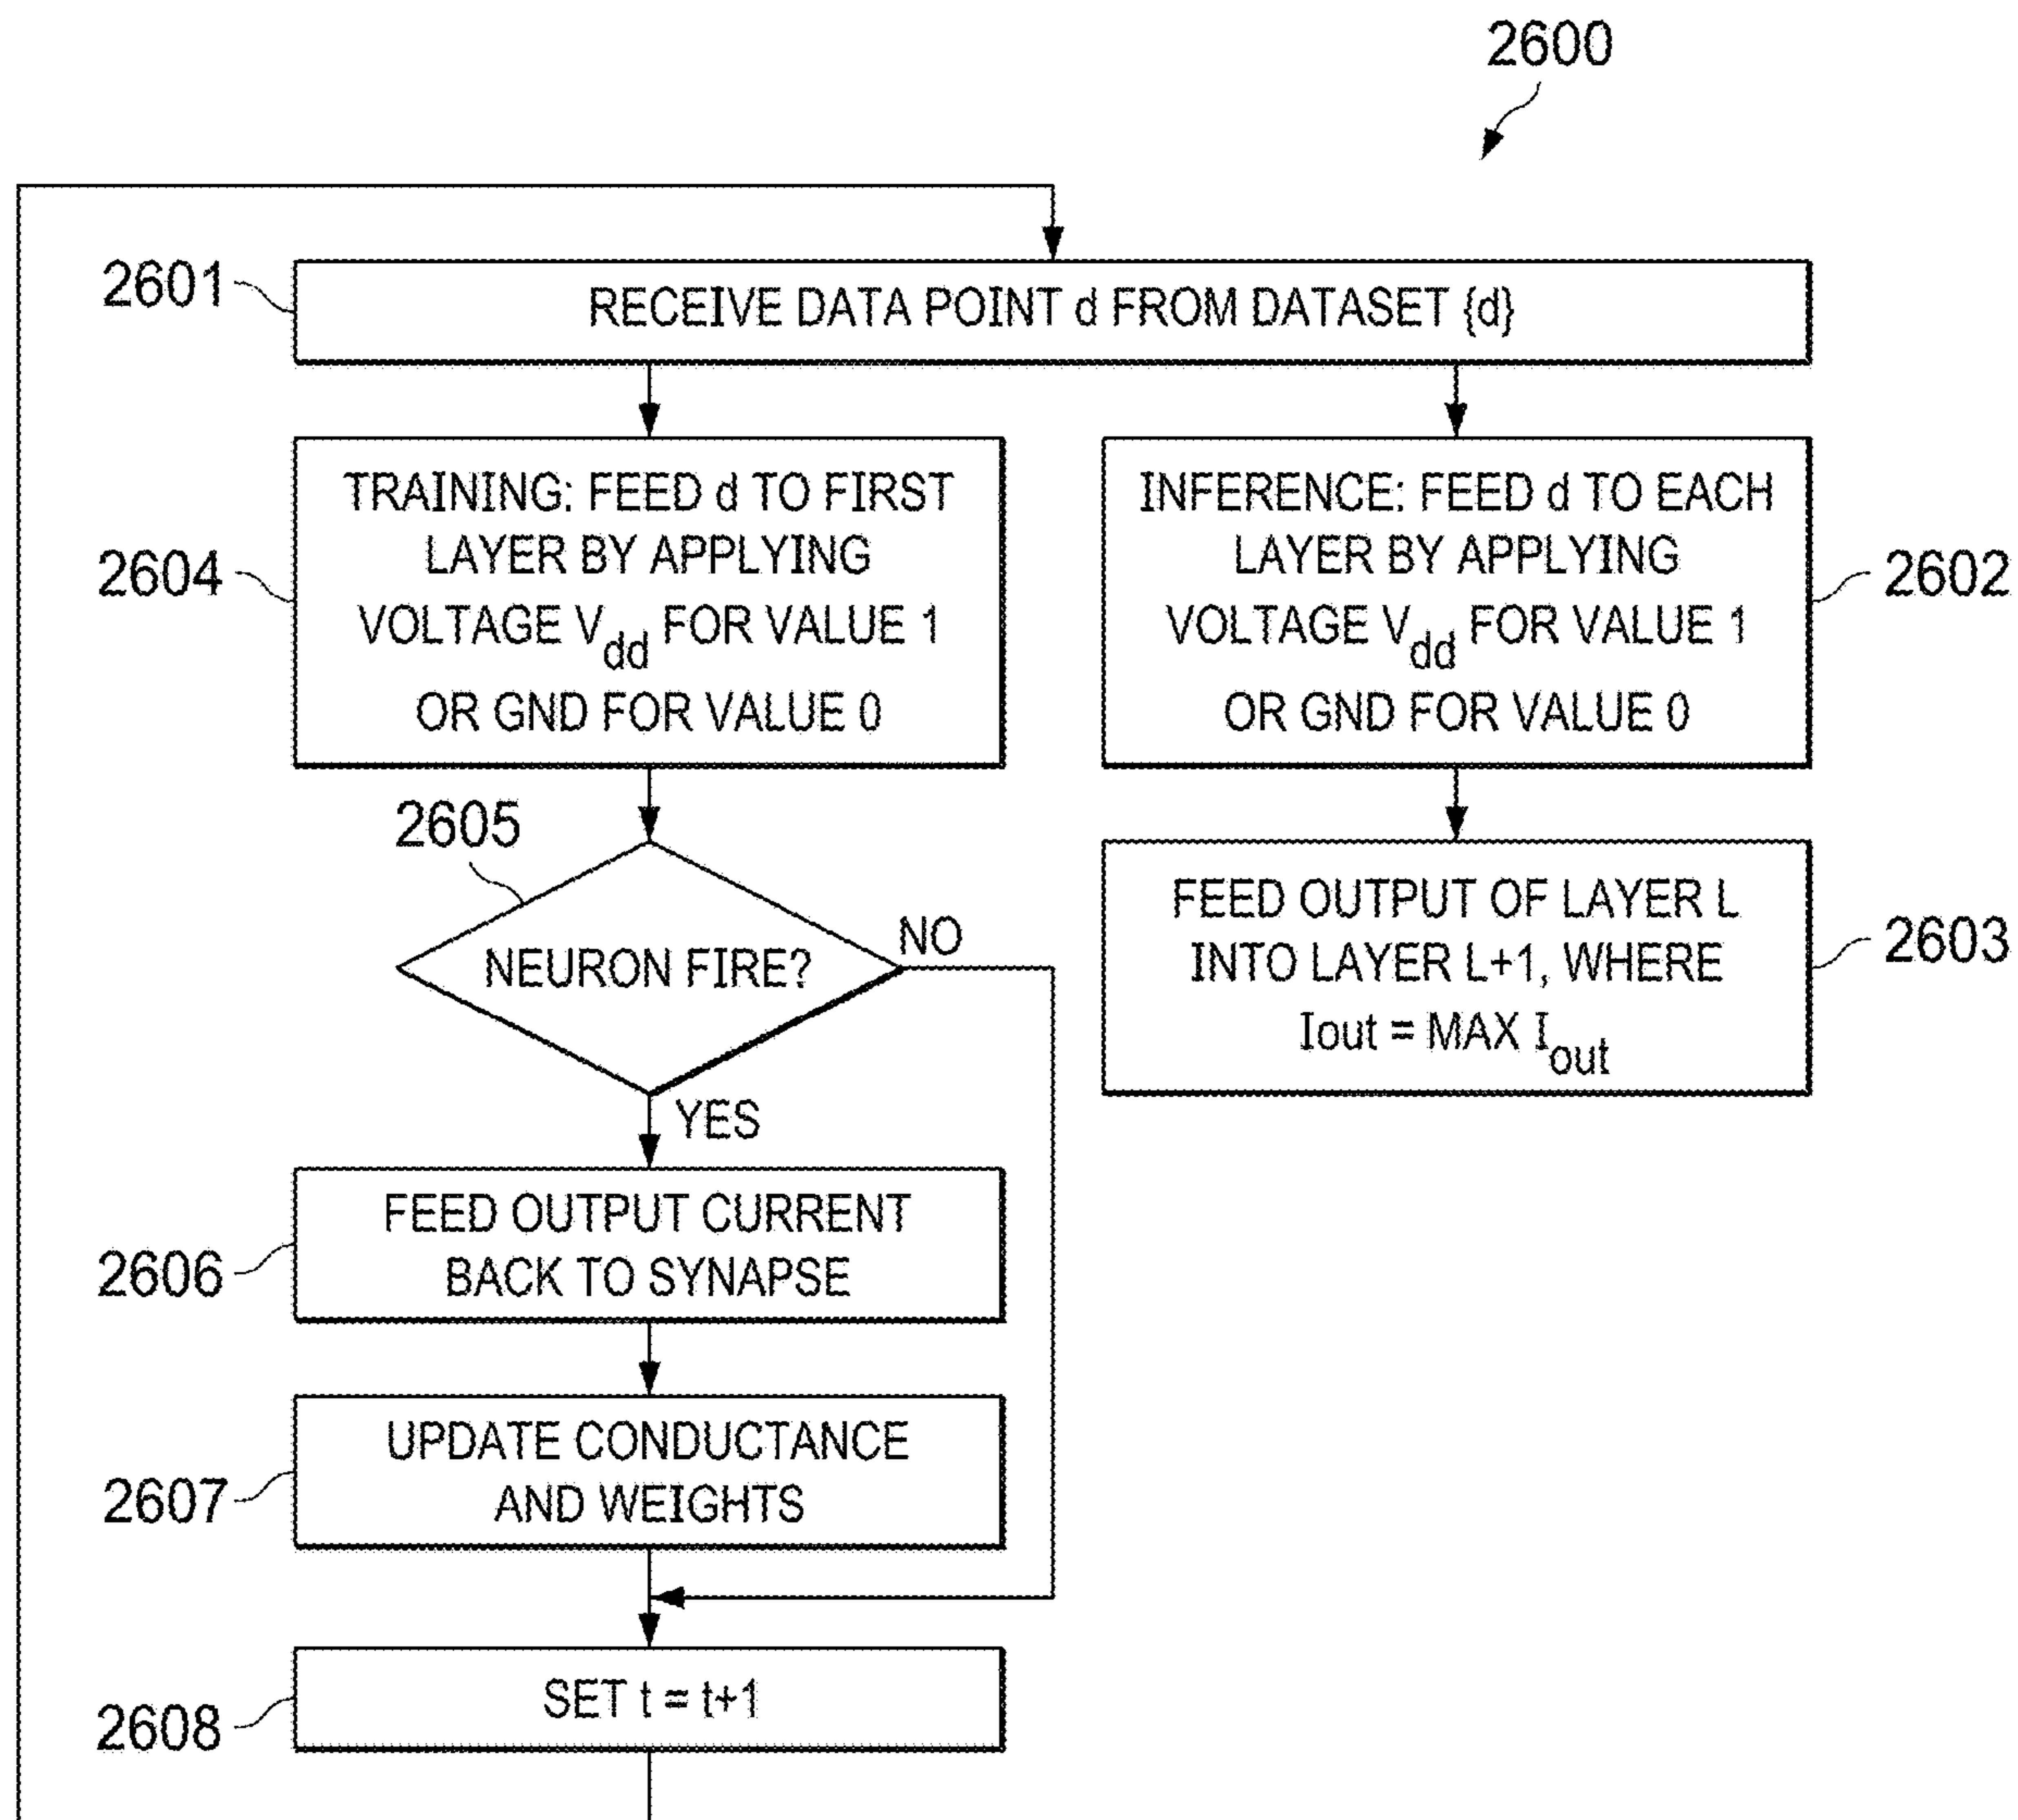 2600
2601
RECEIVE DATA POINT d FROM DATASET {d}
2604
TRAINING: FEED d TO FIRST
LAYER BY APPLYING
VOLTAGE Vdd FOR VALUE 1
OR GND FOR VALUE 0
INFERENCE: FEED d TO EACH
LAYER BY APPLYING
VOLTAGE Vdd FOR VALUE 1
OR GND FOR VALUE 0
2602
2605
NEURON FIRE?
NO
YES
FEED OUTPUT OF LAYER L
INTO LAYER L+1, WHERE
Iout = MAX Iout
2603
2606
FEED OUTPUT CURRENT
BACK TO SYNAPSE
2607
UPDATE CONDUCTANCE
AND WEIGHTS
2608
SET t = t+1